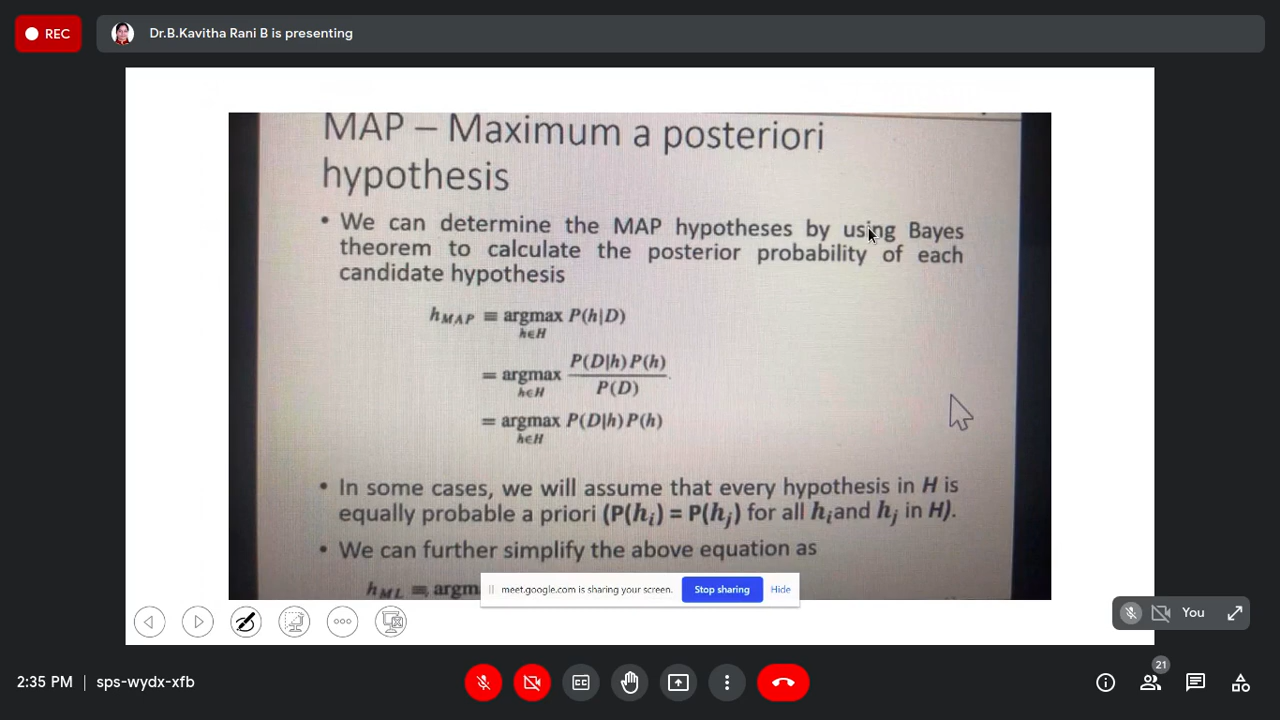 REC
Dr.B.Kavitha Rani B is presenting
MAP – Maximum a posteriori
hypothesis
• We can determine the MAP hypotheses by using Bayes
theorem to calculate the posterior probability of each
candidate hypothesis
h_MAP ≡ argmax P(h|D)
h∈H
= argmax P(D|h) P(h) / P(D)
h∈H
= argmax P(D|h) P(h)
h∈H
• In some cases, we will assume that every hypothesis in H is
equally probable a priori (P(h_i) = P(h_j) for all h_i and h_j in H).
• We can further simplify the above equation as
h_ML ≡ argm
meet.google.com is sharing your screen. Stop sharing Hide
You
21
2:35 PM | sps-wydx-xfb
CC